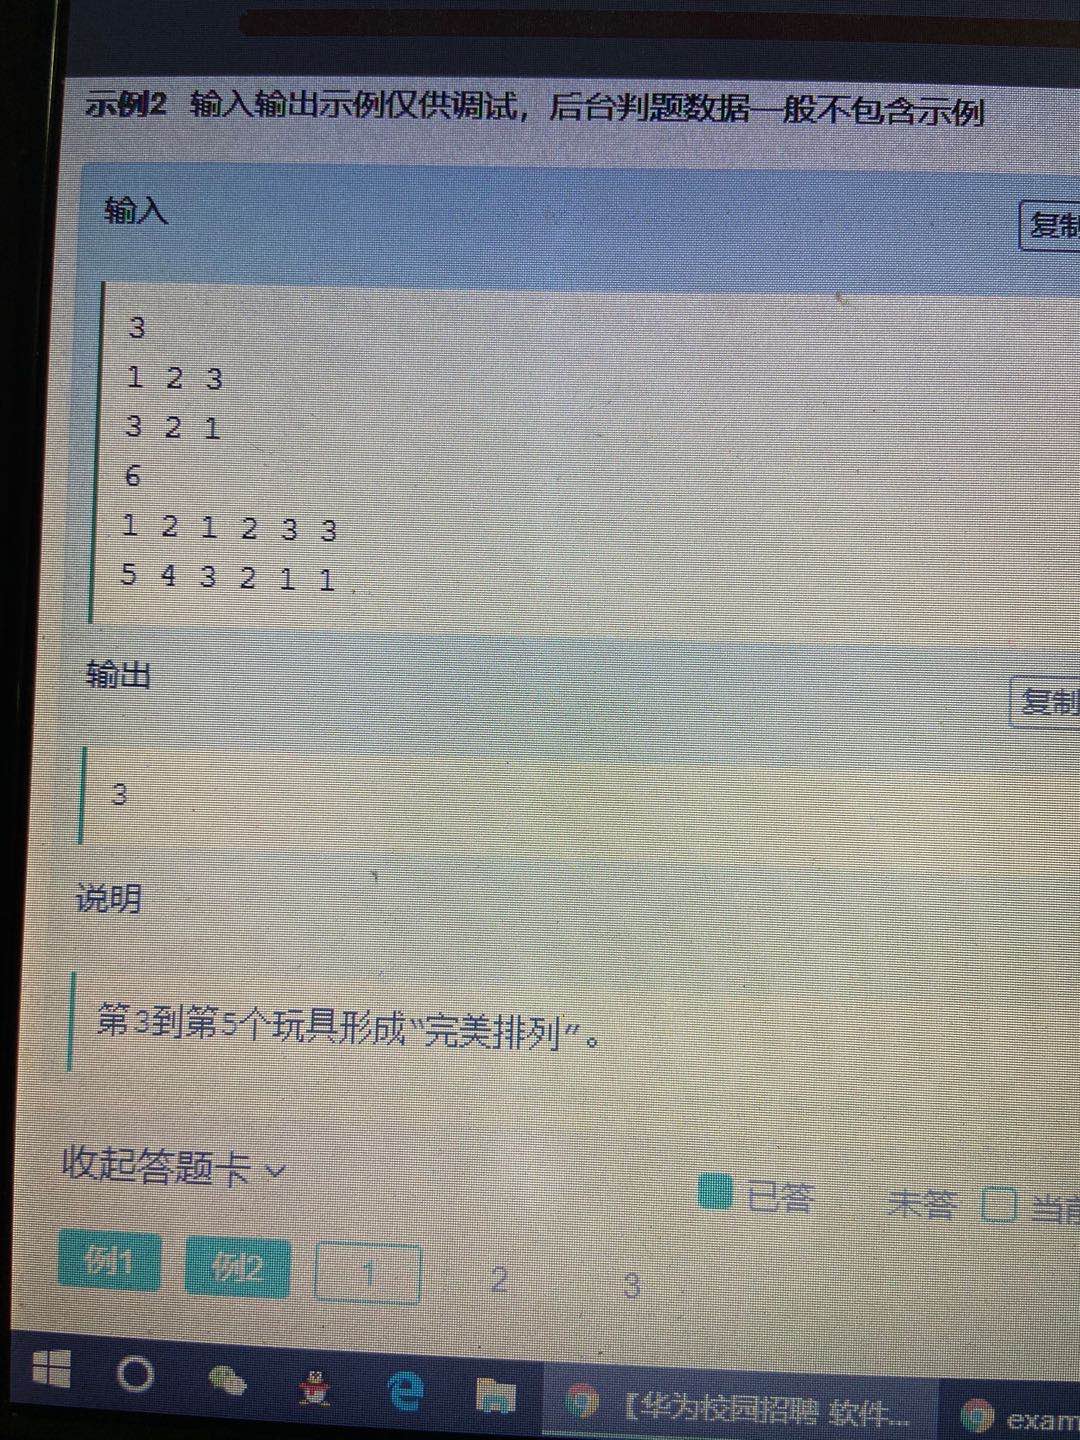 示例2 输入输出示例仅供调试，后台判题数据一般不包含示例
输入
复制
3
1 2 3
3 2 1
6
1 2 1 2 3 3
5 4 3 2 1 1
输出
复制
3
说明
第3到第5个玩具形成“完美排列”。
收起答题卡
已答 未答 当前
例1 例2 1 2 3
【华为校园招聘 软件...
exam